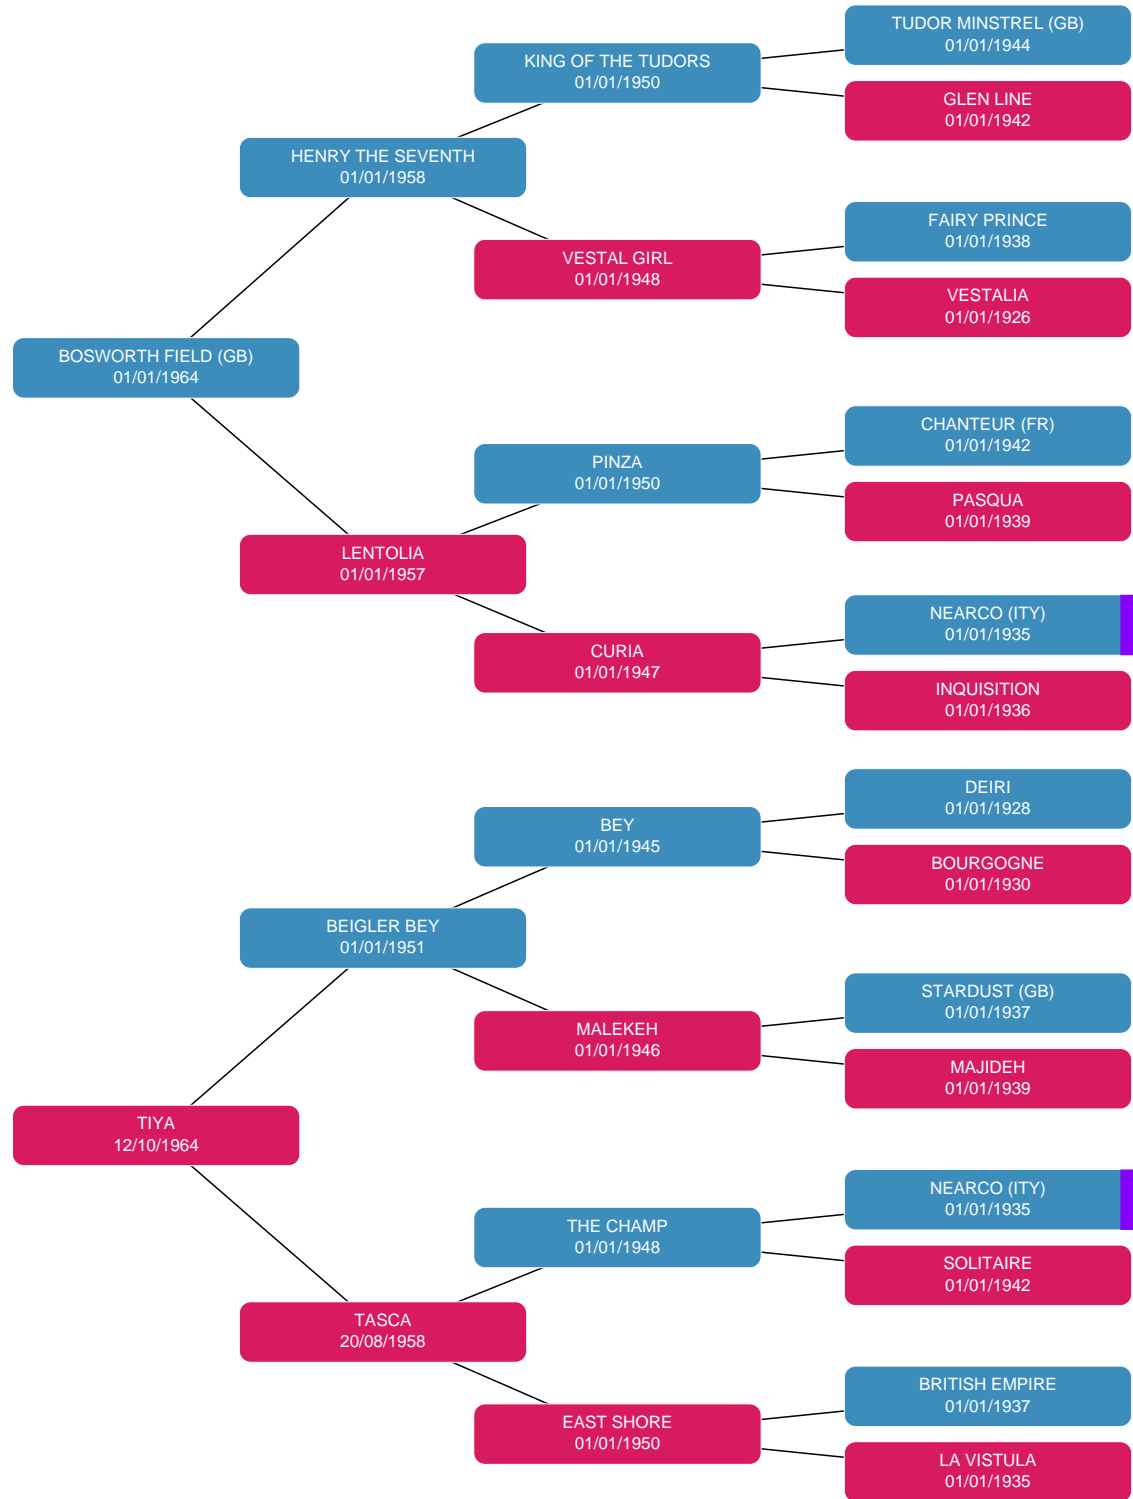 TUDOR MINSTREL (GB)
01/01/1944
KING OF THE TUDORS
01/01/1950
GLEN LINE
01/01/1942
HENRY THE SEVENTH
01/01/1958
FAIRY PRINCE
01/01/1938
VESTAL GIRL
01/01/1948
VESTALIA
01/01/1926
BOSWORTH FIELD (GB)
01/01/1964
CHANTEUR (FR)
01/01/1942
PINZA
01/01/1950
PASQUA
01/01/1939
LENTOLIA
01/01/1957
NEARCO (ITY)
01/01/1935
CURIA
01/01/1947
INQUISITION
01/01/1936
DEIRI
01/01/1928
BEY
01/01/1945
BOURGOGNE
01/01/1930
BEIGLER BEY
01/01/1951
STARDUST (GB)
01/01/1937
MALEKEH
01/01/1946
MAJIDEH
01/01/1939
TIYA
12/10/1964
NEARCO (ITY)
01/01/1935
THE CHAMP
01/01/1948
SOLITAIRE
01/01/1942
TASCA
20/08/1958
BRITISH EMPIRE
01/01/1937
EAST SHORE
01/01/1950
LA VISTULA
01/01/1935